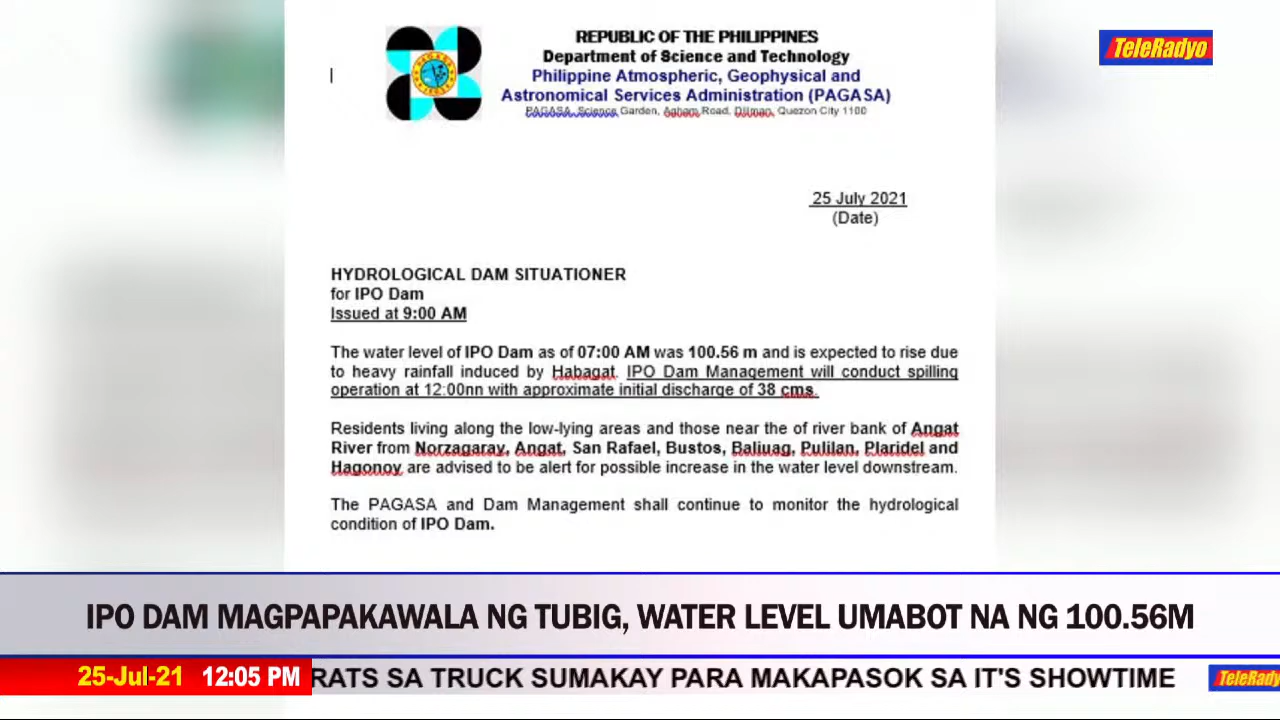 REPUBLIC OF THE PHILIPPINES
Department of Science and Technology
Philippine Atmospheric, Geophysical and
Astronomical Services Administration (PAGASA)
PAGASA, Science Garden, Agham Road, Diliman, Quezon City 1100
TeleRadyo
25 July 2021
(Date)
HYDROLOGICAL DAM SITUATIONER
for IPO Dam
Issued at 9:00 AM
The water level of IPO Dam as of 07:00 AM was 100.56 m and is expected to rise due
to heavy rainfall induced by Habagat. IPO Dam Management will conduct spilling
operation at 12:00nn with approximate initial discharge of 38 cms.
Residents living along the low-lying areas and those near the of river bank of Angat
River from Norzagaray, Angat, San Rafael, Bustos, Baliuag, Pulilan, Plaridel and
Hagonoy are advised to be alert for possible increase in the water level downstream.
The PAGASA and Dam Management shall continue to monitor the hydrological
condition of IPO Dam.
IPO DAM MAGPAPAKAWALA NG TUBIG, WATER LEVEL UMABOT NA NG 100.56M
25-Jul-21 12:05 PM RATS SA TRUCK SUMAKAY PARA MAKAPASOK SA IT'S SHOWTIME TeleRady